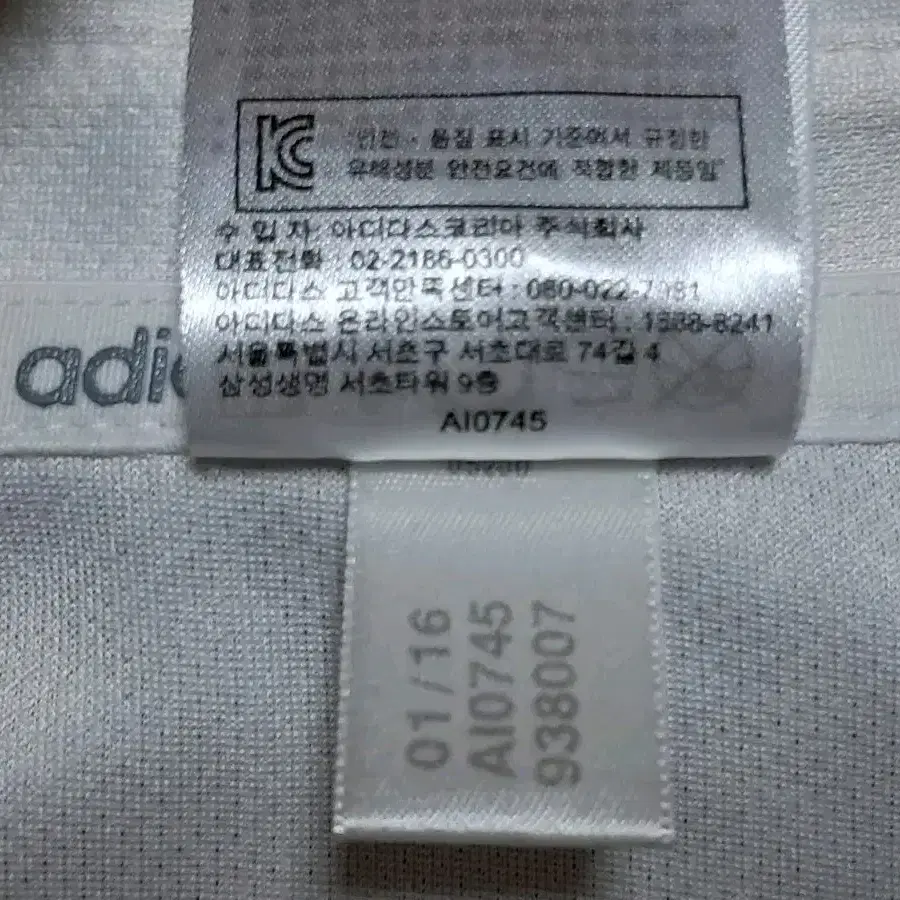 KC
"안전 · 품질 표시 기준에서 규정한
유해성분 안전요건에 적합한 제품임"
수 입 자: 아디다스코리아 주식회사
대표전화 : 02-2186-0300
아디다스 고객만족센터 : 080-022-7981
아디다스 온라인스토어고객센터 : 1588-8241
서울특별시 서초구 서초대로 74길 4
삼성생명 서초타워 9층
AI0745
adi
01/16
AI0745
938007